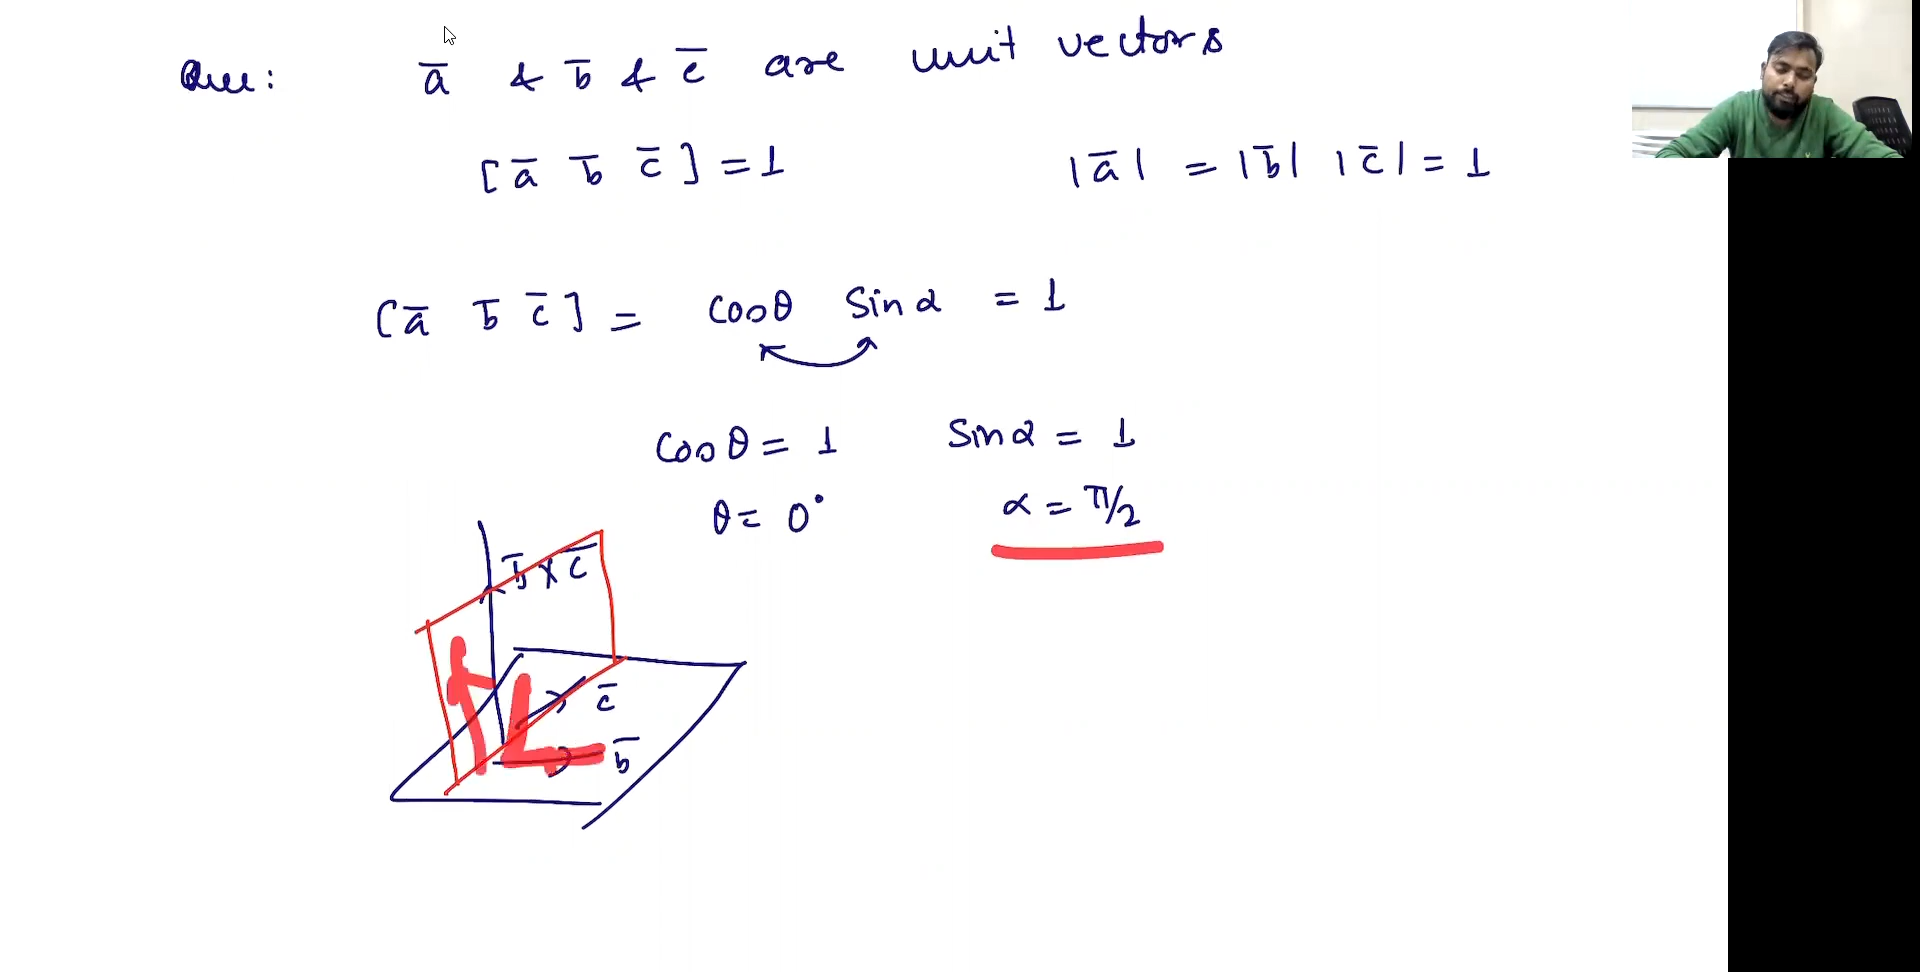 Que: a̅ & b̅ & c̅ are unit vectors
[a̅ b̅ c̅] = 1 |a̅| = |b̅| |c̅| = 1
[a̅ b̅ c̅] = cosθ sinα = 1
cosθ = 1 sinα = 1
θ = 0° α = π/2
b̅ × c̅
c̅
b̅